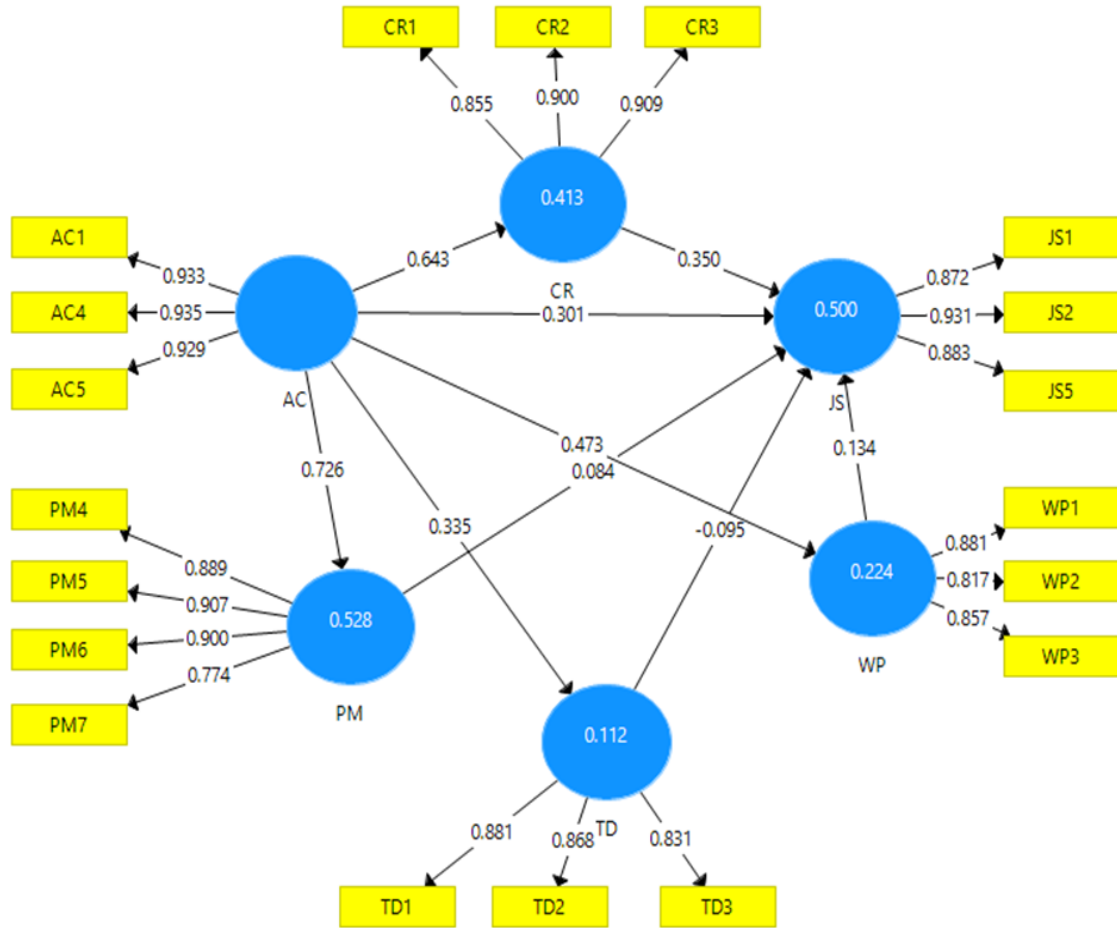 CR1 CR2 CR3
0.855 0.900 0.909
0.413
AC1
AC4
AC5
0.933
0.935
0.929
AC
0.643
0.350
CR
0.301
0.500
JS
0.872
0.931
0.883
JS1
JS2
JS5
0.726
0.335
0.473
0.084
-0.095
0.134
PM4
PM5
PM6
PM7
0.889
0.907
0.900
0.774
0.528
PM
0.224
WP
0.881
0.817
0.857
WP1
WP2
WP3
0.112
TD
0.881 0.868 0.831
TD1 TD2 TD3